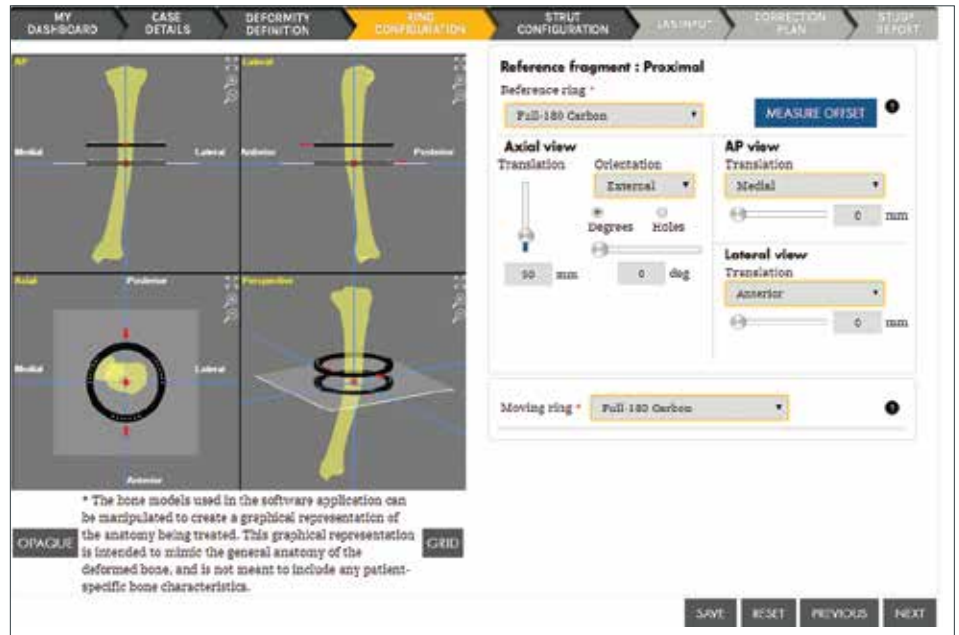 MY DASHBOARD
CASE DETAILS
DEFORMITY DEFINITION
RING CONFIGURATION
STRUT CONFIGURATION
LAN INPUT
CORRECTION PLAN
STUDY REPORT
AP
Medial
Lateral
Lateral
Anterior
Posterior
Axial
Posterior
Medial
Lateral
Anterior
Perspective
* The bone models used in the software application can
be manipulated to create a graphical representation of
the anatomy being treated. This graphical representation
is intended to mimic the general anatomy of the
deformed bone, and is not meant to include any patient-
specific bone characteristics.
OPAQUE
GRID
Reference fragment : Proximal
Reference ring *
Full-180 Carbon
MEASURE OFFSET
Axial view
Translation
50 mm
Orientation
External
Degrees Holes
0 deg
AP view
Translation
Medial
0 mm
Lateral view
Translation
Anterior
0 mm
Moving ring * Full-180 Carbon
SAVE RESET PREVIOUS NEXT